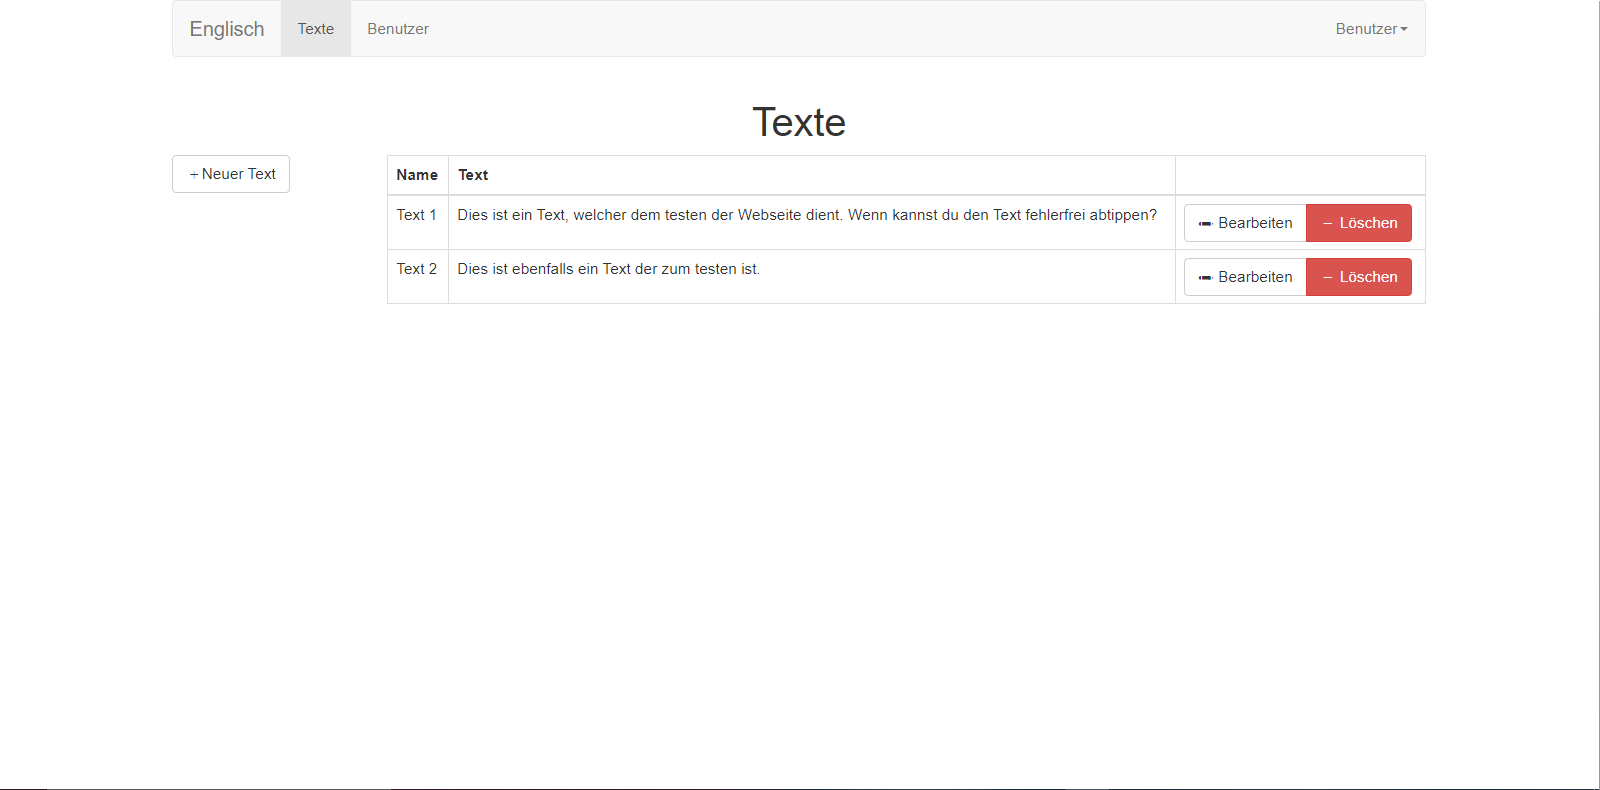 Englisch Texte Benutzer Benutzer
Texte
+ Neuer Text
Name Text
Text 1 Dies ist ein Text, welcher dem testen der Webseite dient. Wenn kannst du den Text fehlerfrei abtippen? Bearbeiten − Löschen
Text 2 Dies ist ebenfalls ein Text der zum testen ist. Bearbeiten − Löschen